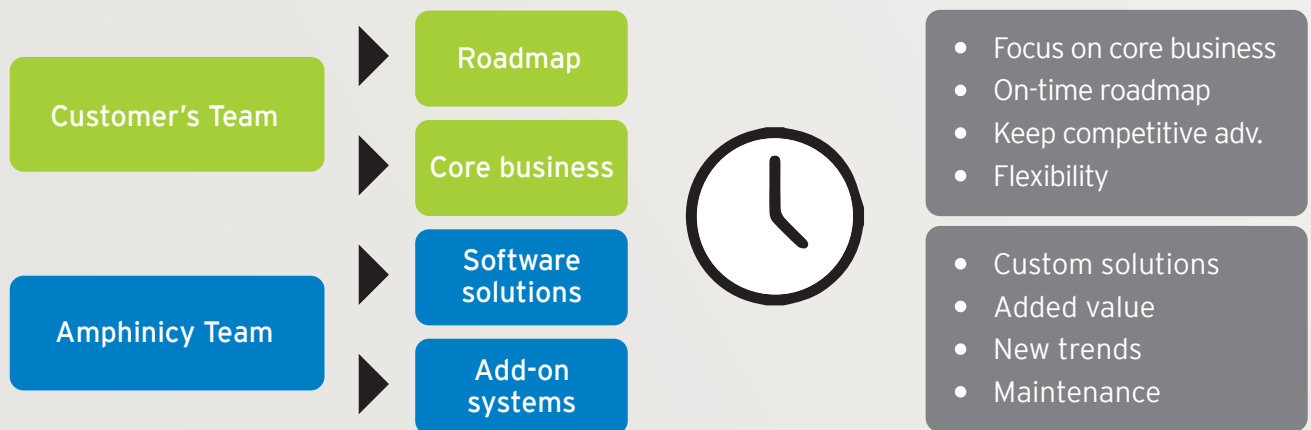 Customer's Team
Roadmap
Core business
Amphinicy Team
Software
solutions
Add-on
systems
• Focus on core business
• On-time roadmap
• Keep competitive adv.
• Flexibility
• Custom solutions
• Added value
• New trends
• Maintenance